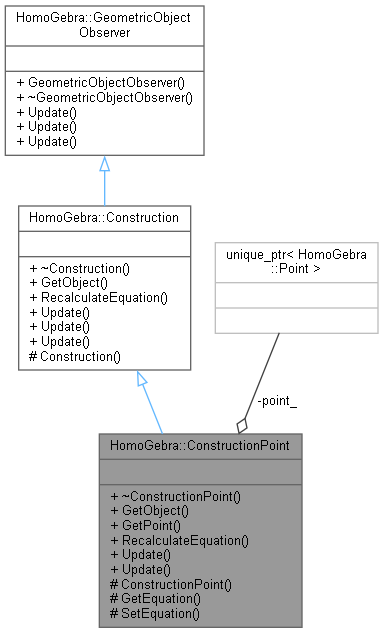 HomoGebra::GeometricObject
Observer
+ GeometricObjectObserver()
+ ~GeometricObjectObserver()
+ Update()
+ Update()
+ Update()
HomoGebra::Construction
+ ~Construction()
+ GetObject()
+ RecalculateEquation()
+ Update()
+ Update()
+ Update()
# Construction()
unique_ptr< HomoGebra
::Point >
-point_
HomoGebra::ConstructionPoint
+ ~ConstructionPoint()
+ GetObject()
+ GetPoint()
+ RecalculateEquation()
+ Update()
+ Update()
# ConstructionPoint()
# GetEquation()
# SetEquation()